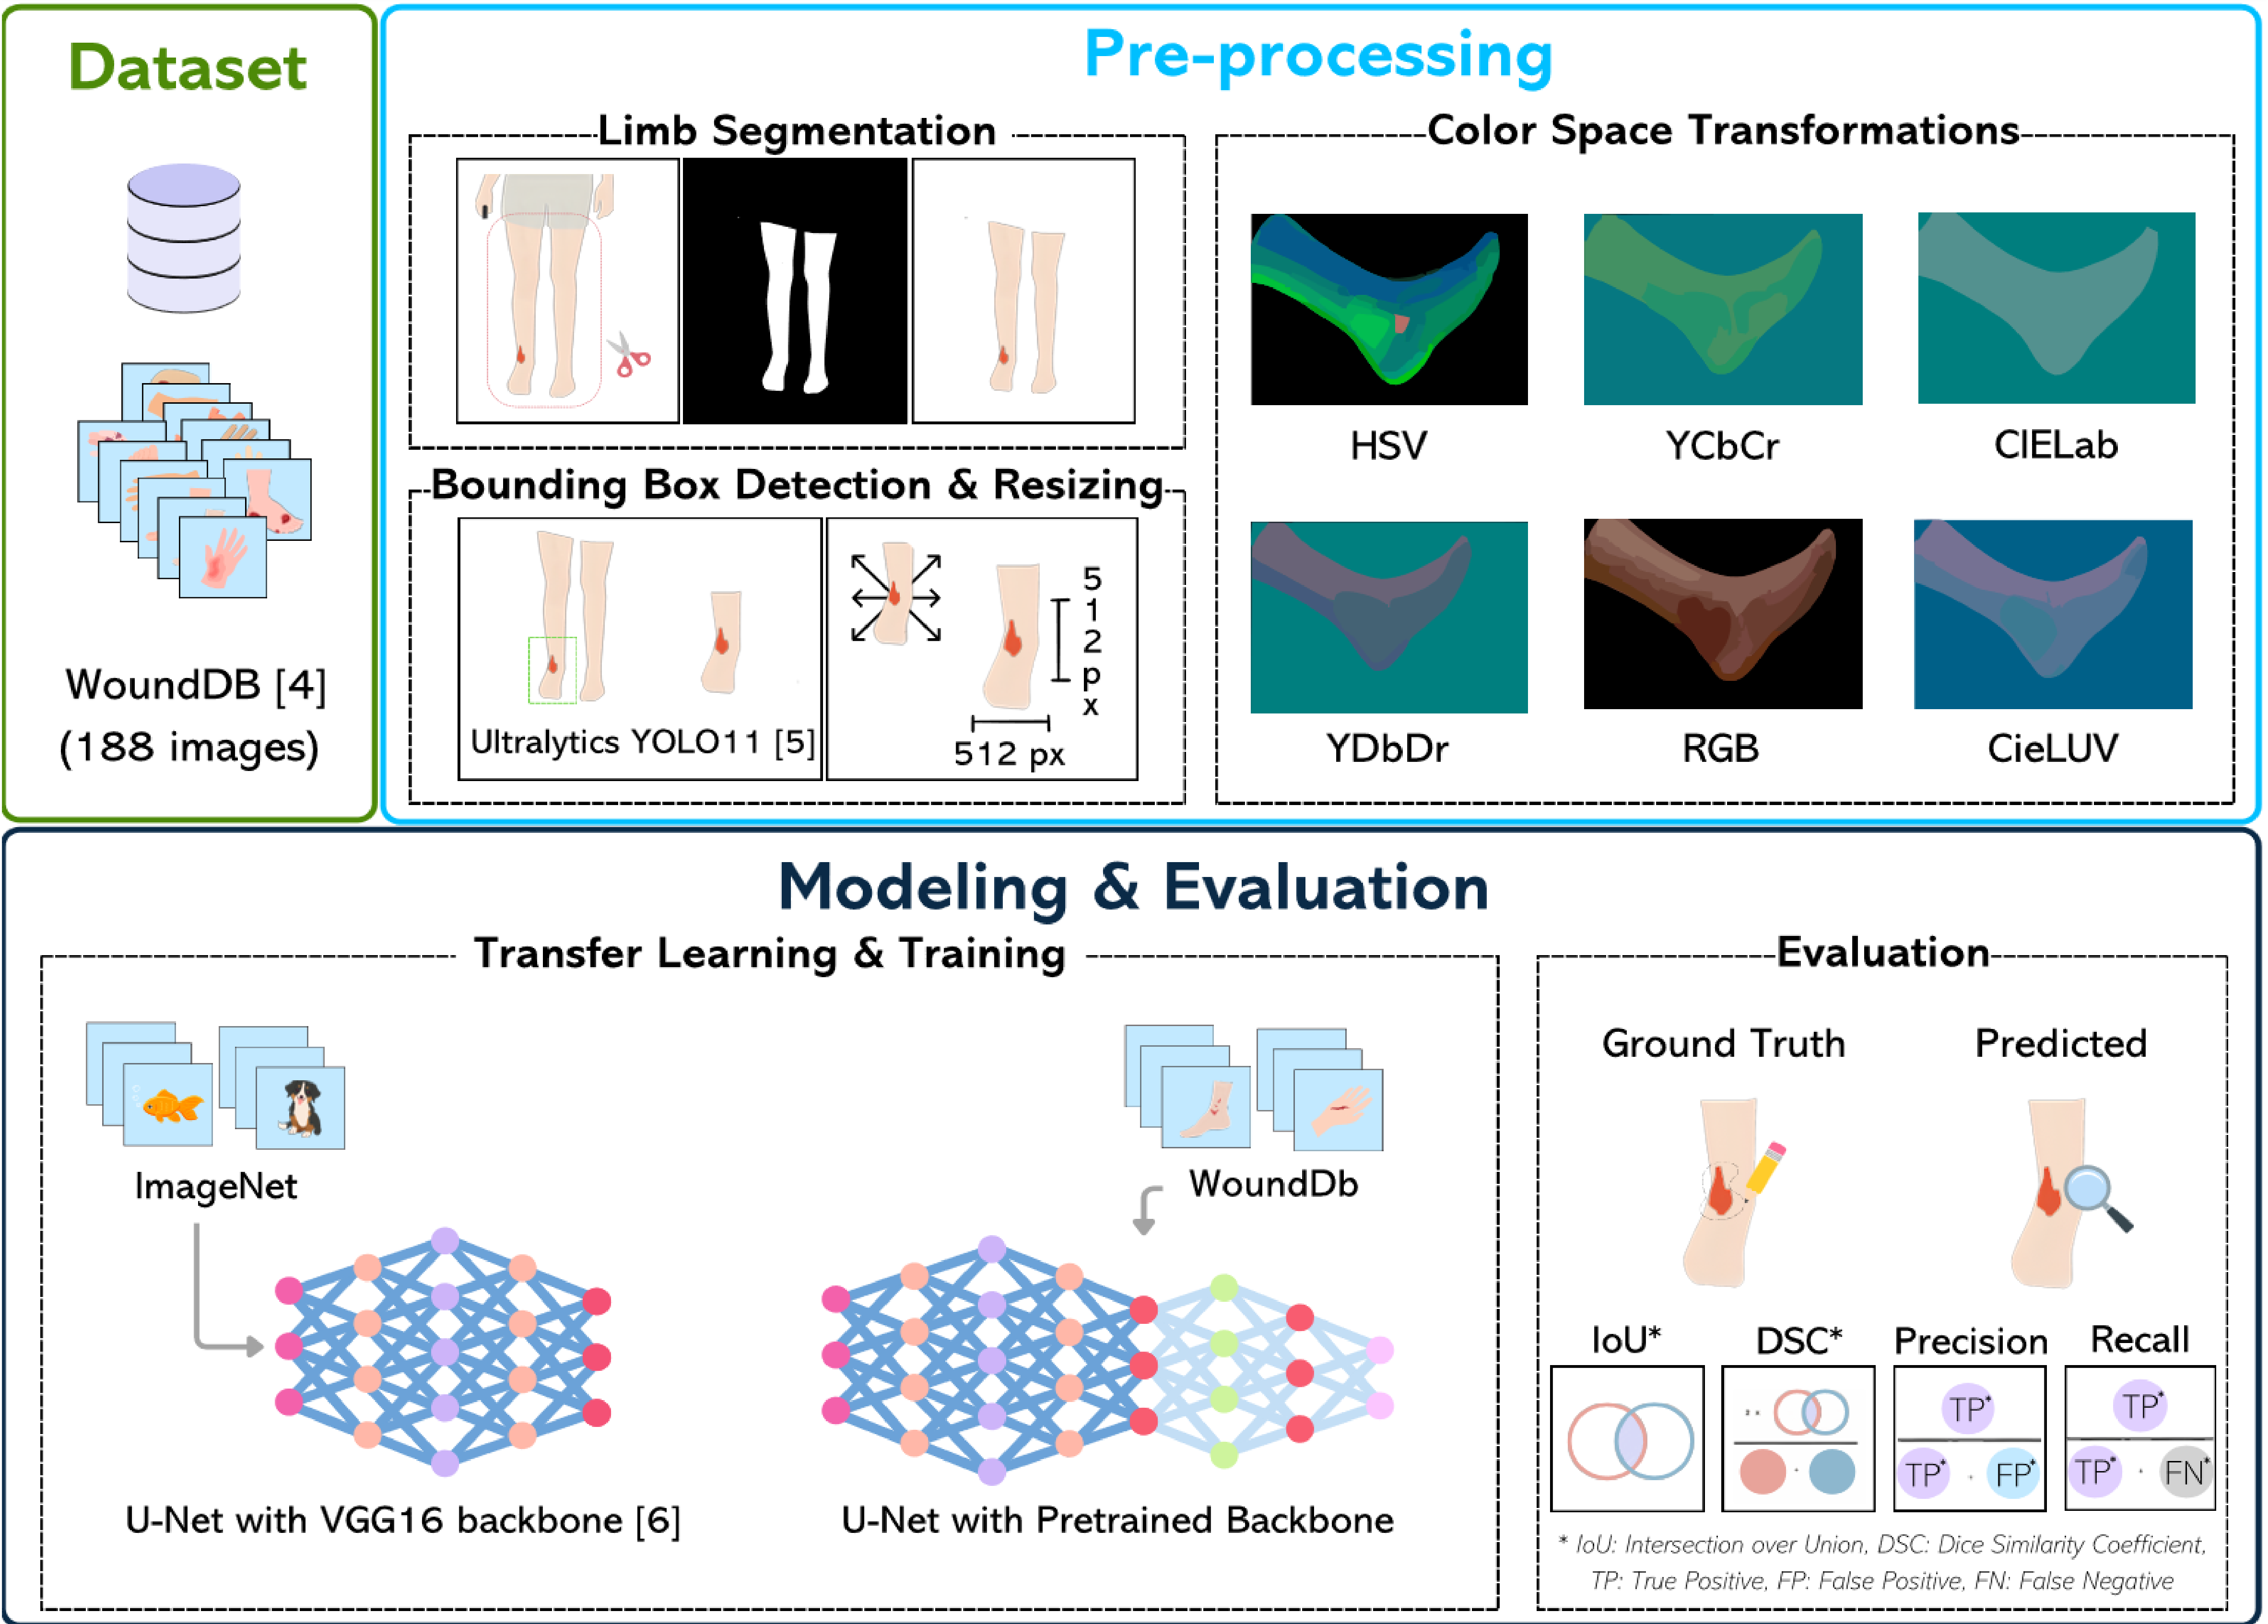 Dataset
WoundDB [4]
(188 images)
Pre-processing
Limb Segmentation
Bounding Box Detection & Resizing
Ultralytics YOLO11 [5]
5
1
2
p
x
512 px
Color Space Transformations
HSV
YCbCr
CIELab
YDbDr
RGB
CieLUV
Modeling & Evaluation
Transfer Learning & Training
ImageNet
U-Net with VGG16 backbone [6]
WoundDb
U-Net with Pretrained Backbone
Evaluation
Ground Truth
Predicted
IoU*
DSC*
Precision
TP*
TP*
FP*
Recall
TP*
TP*
FN*
* IoU: Intersection over Union, DSC: Dice Similarity Coefficient,
TP: True Positive, FP: False Positive, FN: False Negative